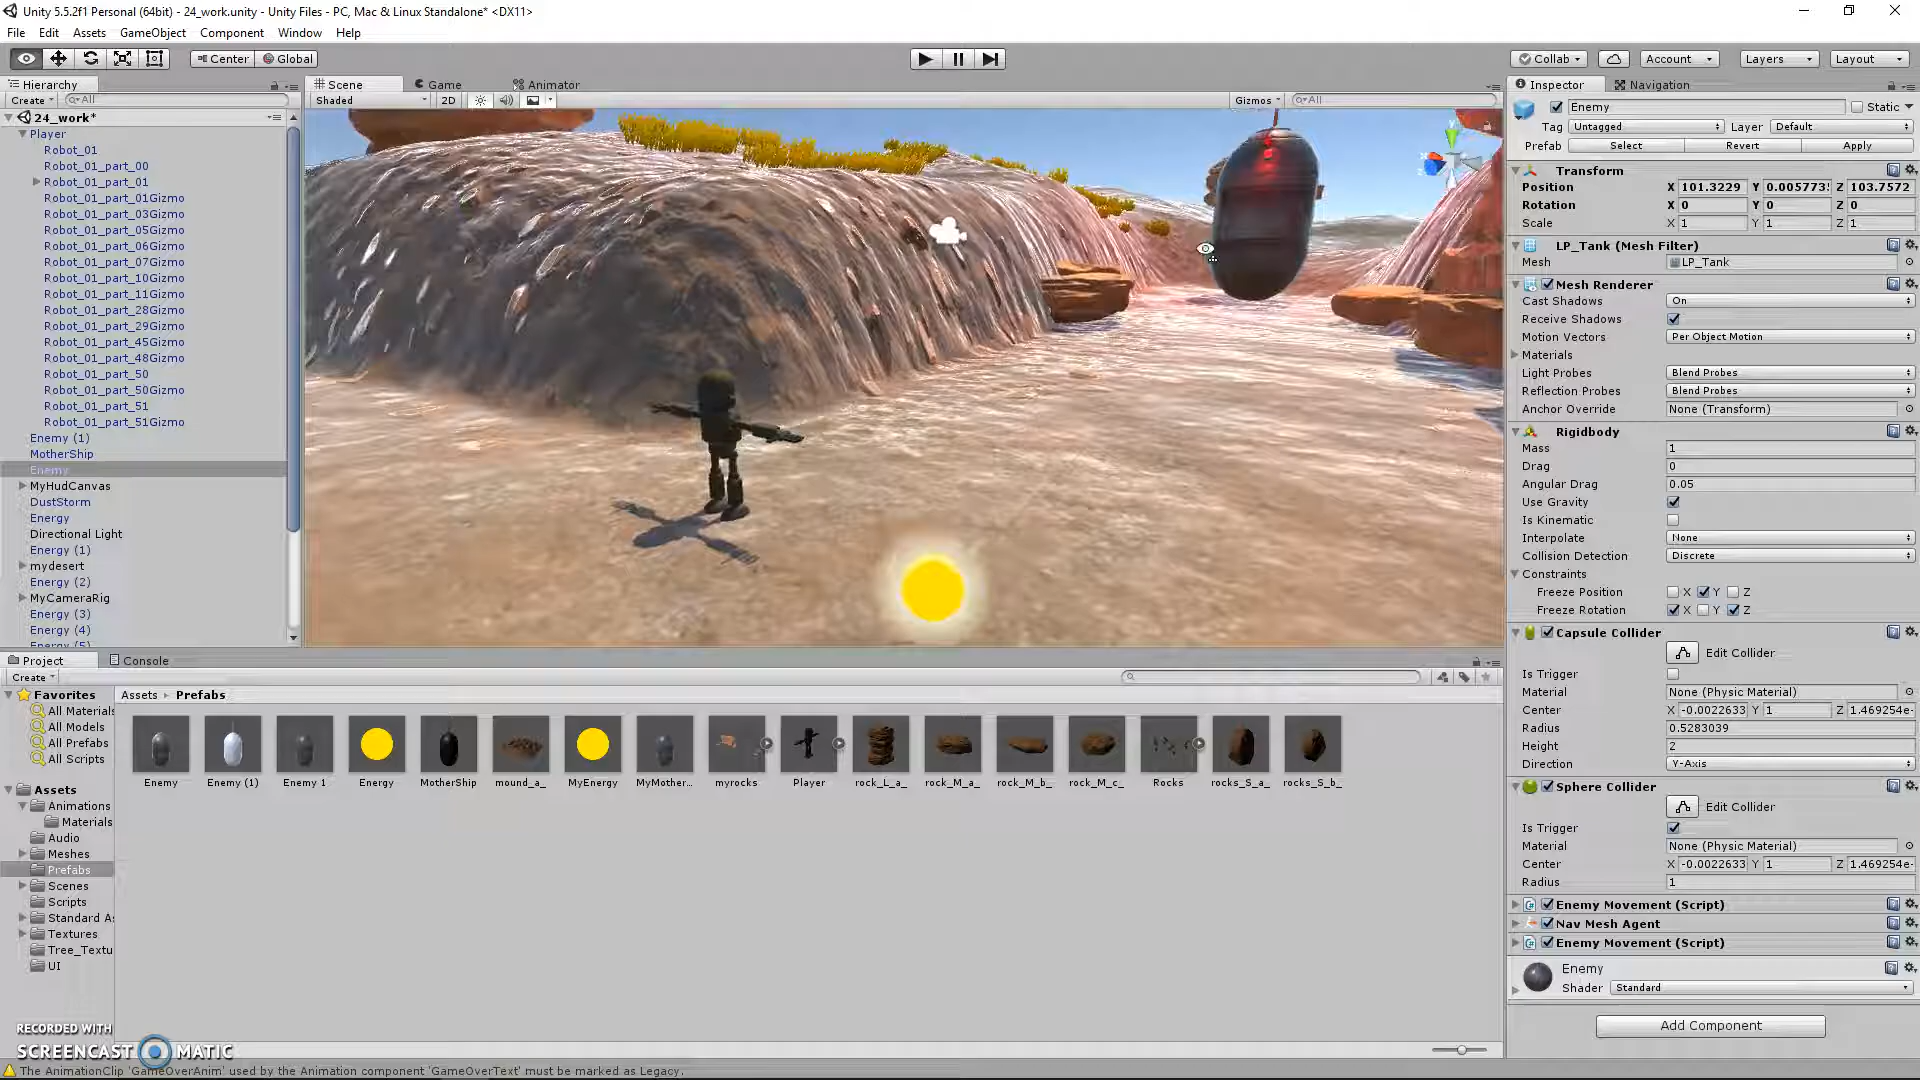 Unity 5.5.2f1 Personal (64bit) - 24_work.unity - Unity Files - PC, Mac & Linux Standalone* <DX11>
File Edit Assets GameObject Component Window Help
Center Global Collab Account Layers Layout
Hierarchy
Create All
24_work*
Player
Robot_01
Robot_01_part_00
Robot_01_part_01
Robot_01_part_01Gizmo
Robot_01_part_03Gizmo
Robot_01_part_05Gizmo
Robot_01_part_06Gizmo
Robot_01_part_07Gizmo
Robot_01_part_10Gizmo
Robot_01_part_11Gizmo
Robot_01_part_28Gizmo
Robot_01_part_29Gizmo
Robot_01_part_45Gizmo
Robot_01_part_48Gizmo
Robot_01_part_50
Robot_01_part_50Gizmo
Robot_01_part_51
Robot_01_part_51Gizmo
Enemy (1)
MotherShip
Enemy
MyHudCanvas
DustStorm
Energy
Directional Light
Energy (1)
mydesert
Energy (2)
MyCameraRig
Energy (3)
Energy (4)
Energy (5)
Scene Game Animator
Shaded 2D Gizmos All
Inspector Navigation
Enemy Static
Tag Untagged Layer Default
Prefab Select Revert Apply
Transform
Position X 101.3229 Y 0.005773 Z 103.7572
Rotation X 0 Y 0 Z 0
Scale X 1 Y 1 Z 1
LP_Tank (Mesh Filter)
Mesh LP_Tank
Mesh Renderer
Cast Shadows On
Receive Shadows
Motion Vectors Per Object Motion
Materials
Light Probes Blend Probes
Reflection Probes Blend Probes
Anchor Override None (Transform)
Rigidbody
Mass 1
Drag 0
Angular Drag 0.05
Use Gravity
Is Kinematic
Interpolate None
Collision Detection Discrete
Constraints
Freeze Position X Y Z
Freeze Rotation X Y Z
Capsule Collider
Edit Collider
Is Trigger
Material None (Physic Material)
Center X -0.0022633 Y 1 Z 1.469254e-
Radius 0.5283039
Height 2
Direction Y-Axis
Sphere Collider
Edit Collider
Is Trigger
Material None (Physic Material)
Center X -0.0022633 Y 1 Z 1.469254e-
Radius 1
Enemy Movement (Script)
Nav Mesh Agent
Enemy Movement (Script)
Enemy
Shader Standard
Add Component
Project Console
Create
Favorites
All Materials
All Models
All Prefabs
All Scripts
Assets
Animations
Materials
Audio
Meshes
Prefabs
Scenes
Scripts
Standard As
Textures
Tree_Textu
UI
Assets Prefabs
Enemy Enemy (1) Enemy 1 Energy MotherShip mound_a_ MyEnergy MyMother... myrocks Player rock_L_a_ rock_M_a_ rock_M_b_ rock_M_c_ Rocks rocks_S_a_ rocks_S_b_
RECORDED WITH
SCREENCAST MATIC
The AnimationClip 'GameOverAnim' used by the Animation component 'GameOverText' must be marked as Legacy.